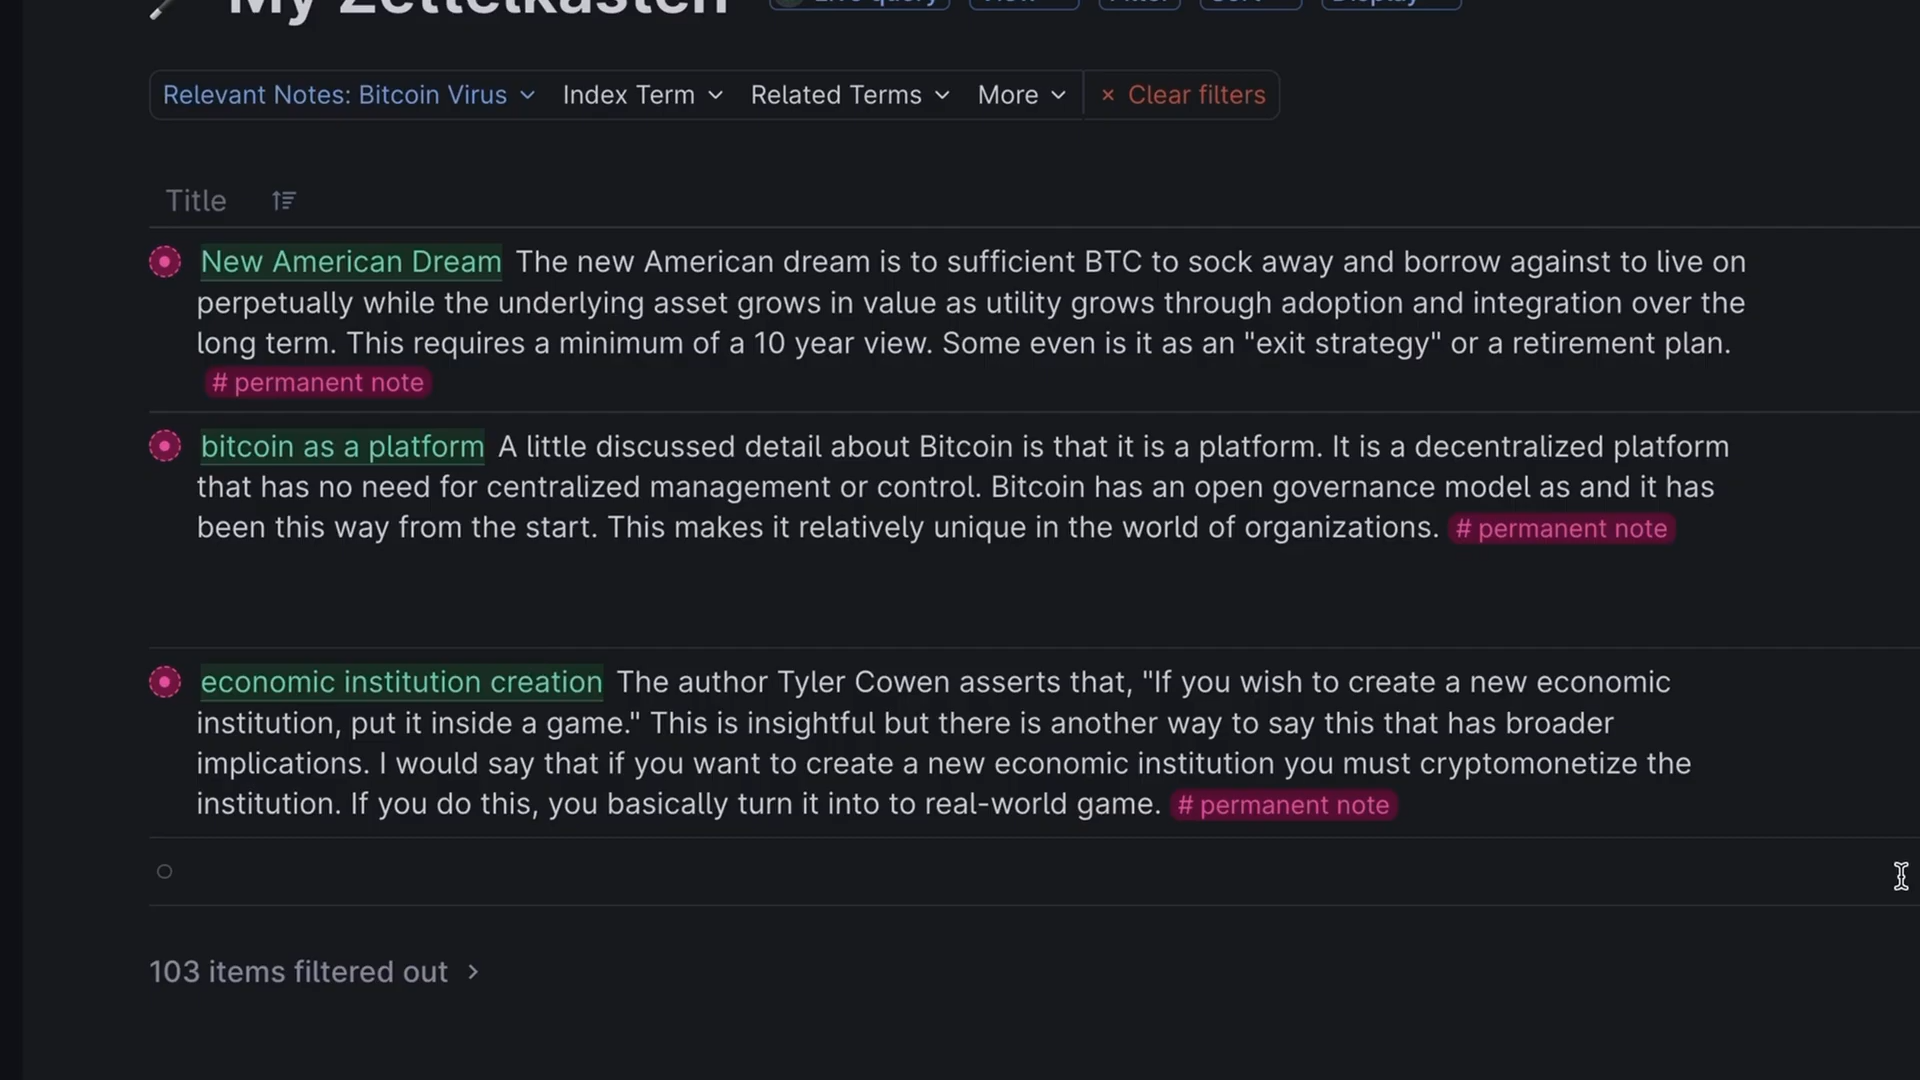 My Zettelkasten Live query View Filter Sort Display
Relevant Notes: Bitcoin Virus Index Term Related Terms More × Clear filters
Title
New American Dream The new American dream is to sufficient BTC to sock away and borrow against to live on
perpetually while the underlying asset grows in value as utility grows through adoption and integration over the
long term. This requires a minimum of a 10 year view. Some even is it as an "exit strategy" or a retirement plan.
# permanent note
bitcoin as a platform A little discussed detail about Bitcoin is that it is a platform. It is a decentralized platform
that has no need for centralized management or control. Bitcoin has an open governance model as and it has
been this way from the start. This makes it relatively unique in the world of organizations. # permanent note
economic institution creation The author Tyler Cowen asserts that, "If you wish to create a new economic
institution, put it inside a game." This is insightful but there is another way to say this that has broader
implications. I would say that if you want to create a new economic institution you must cryptomonetize the
institution. If you do this, you basically turn it into to real-world game. # permanent note
103 items filtered out